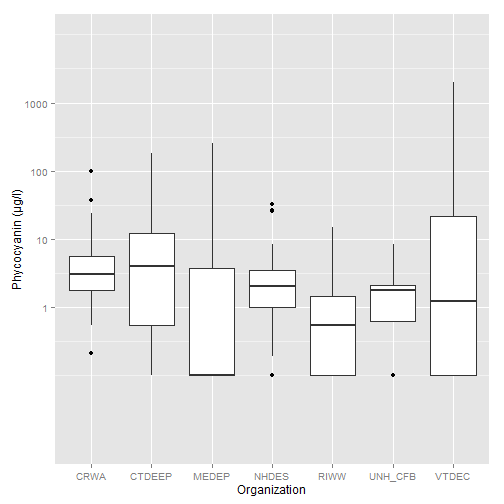 Phycocyanin (µg/l)
1000
100
10
1
CRWA CTDEEP MEDEP NHDES RIWW UNH_CFB VTDEC
Organization